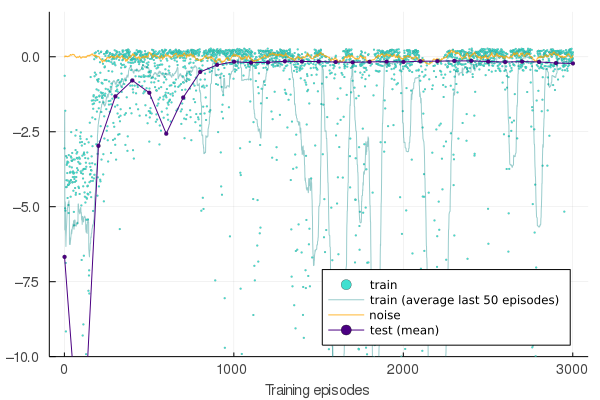 0.0
−2.5
−5.0
−7.5
−10.0
0
1000
2000
3000
Training episodes
train
train (average last 50 episodes)
noise
test (mean)